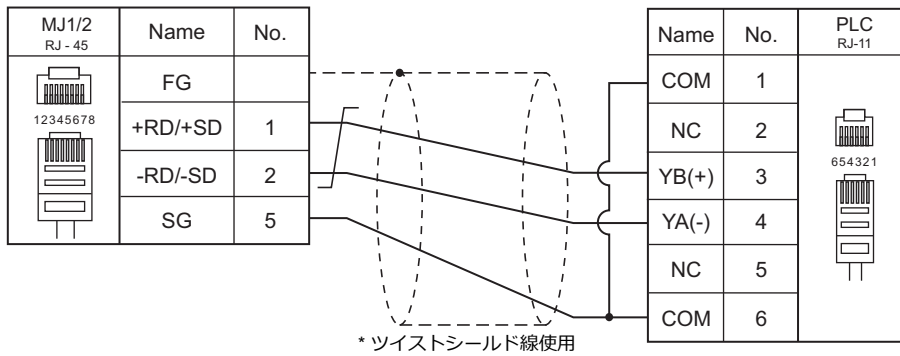 MJ1/2 Name No.
RJ - 45
FG
12345678
+RD/+SD 1
-RD/-SD 2
SG 5
Name No. PLC
RJ-11
COM 1
NC 2
654321
YB(+) 3
YA(-) 4
NC 5
COM 6
* ツイストシールド線使用